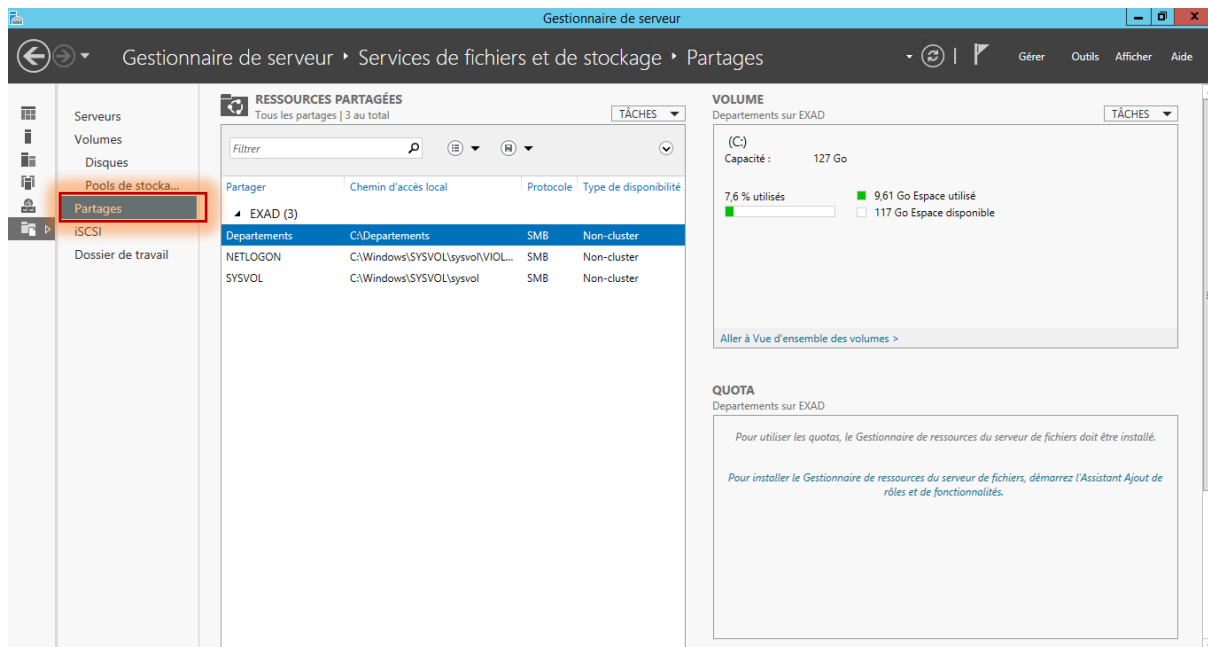 Gestionnaire de serveur
Gestionnaire de serveur ‣ Services de fichiers et de stockage ‣ Partages
Gérer Outils Afficher Aide
Serveurs
Volumes
Disques
Pools de stocka...
Partages
iSCSI
Dossier de travail
RESSOURCES PARTAGÉES
Tous les partages | 3 au total
TÂCHES
Filtrer
Partager Chemin d'accès local Protocole Type de disponibilité
EXAD (3)
Departements C:\Departements SMB Non-cluster
NETLOGON C:\Windows\SYSVOL\sysvol\VIOL... SMB Non-cluster
SYSVOL C:\Windows\SYSVOL\sysvol SMB Non-cluster
VOLUME
Departements sur EXAD
TÂCHES
(C:)
Capacité : 127 Go
7,6 % utilisés
9,61 Go Espace utilisé
117 Go Espace disponible
Aller à Vue d'ensemble des volumes >
QUOTA
Departements sur EXAD
Pour utiliser les quotas, le Gestionnaire de ressources du serveur de fichiers doit être installé.
Pour installer le Gestionnaire de ressources du serveur de fichiers, démarrez l'Assistant Ajout de
rôles et de fonctionnalités.